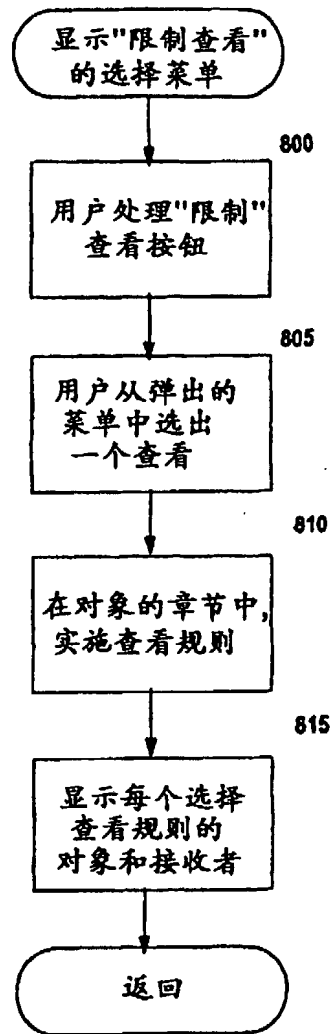 显示"限制查看"
的选择菜单
800
用户处理"限制"
查看按钮
805
用户从弹出的
菜单中选出
一个查看
810
在对象的章节中,
实施查看规则
815
显示每个选择
查看规则的
对象和接收者
返回